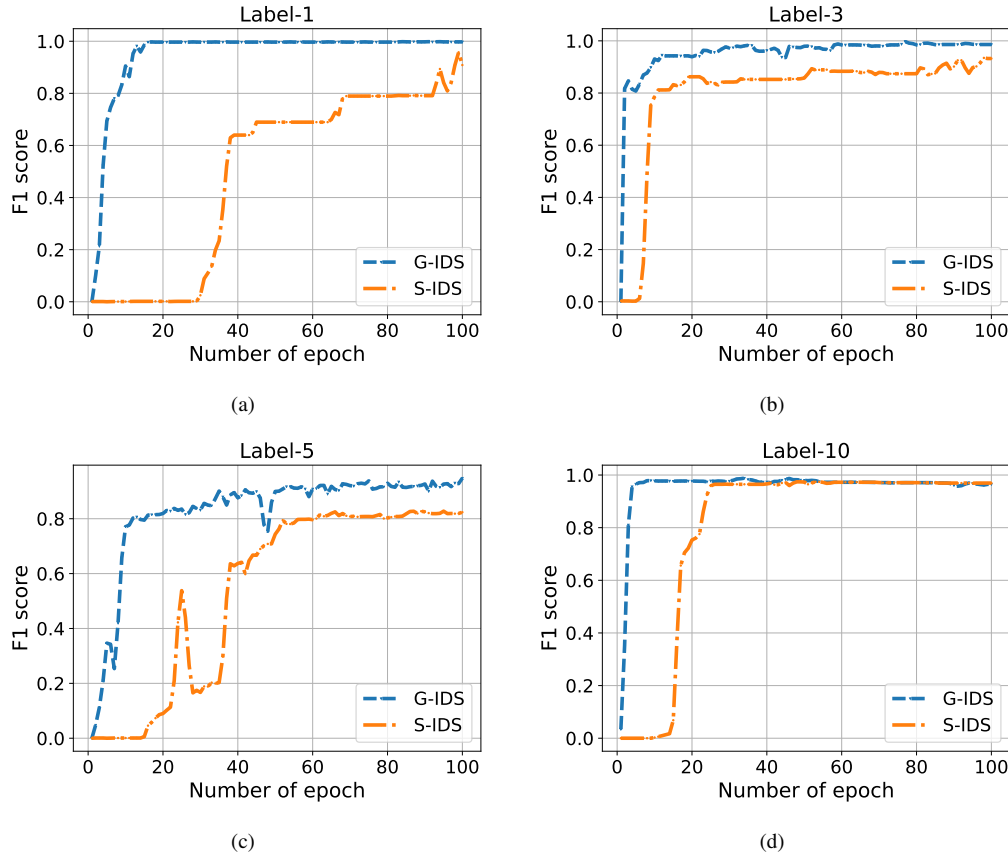 Label-1
F1 score
1.0
0.8
0.6
0.4
0.2
0.0
G-IDS
S-IDS
0 20 40 60 80 100
Number of epoch
(a)
Label-3
F1 score
1.0
0.8
0.6
0.4
0.2
0.0
G-IDS
S-IDS
0 20 40 60 80 100
Number of epoch
(b)
Label-5
F1 score
0.8
0.6
0.4
0.2
0.0
G-IDS
S-IDS
0 20 40 60 80 100
Number of epoch
(c)
Label-10
F1 score
1.0
0.8
0.6
0.4
0.2
0.0
G-IDS
S-IDS
0 20 40 60 80 100
Number of epoch
(d)